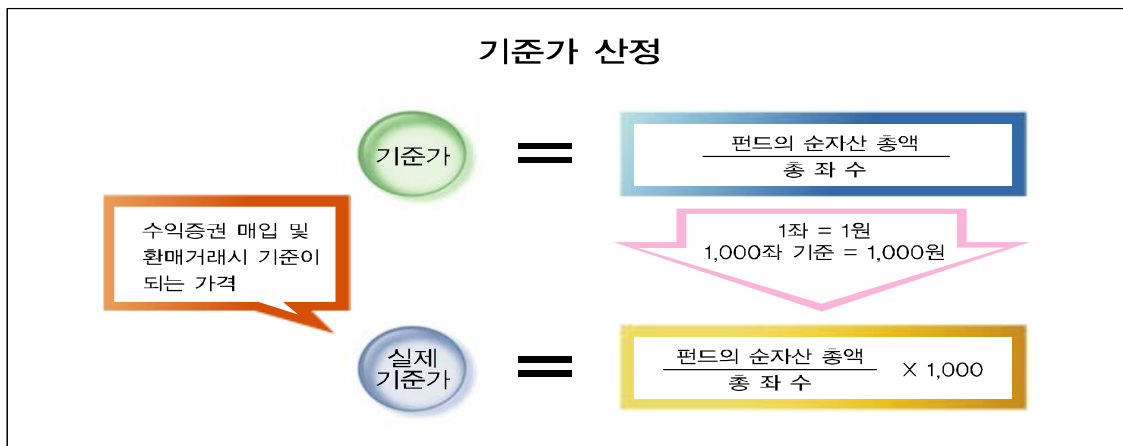 기준가 산정
기준가
=
펀드의 순자산 총액
총 좌 수
수익증권 매입 및
환매거래시 기준이
되는 가격
1좌 = 1원
1,000좌 기준 = 1,000원
실제
기준가
=
펀드의 순자산 총액
총 좌 수
× 1,000